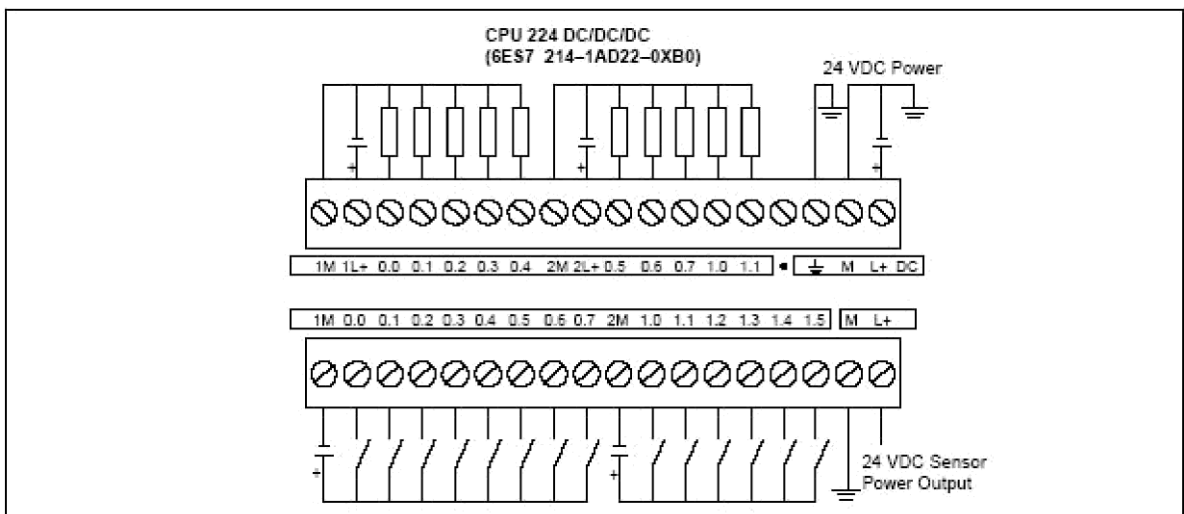 CPU 224 DC/DC/DC
(6ES7 214–1AD22–0XB0)
24 VDC Power
+ + +
1M 1L+ 0.0 0.1 0.2 0.3 0.4 2M 2L+ 0.5 0.6 0.7 1.0 1.1 M L+ DC
1M 0.0 0.1 0.2 0.3 0.4 0.5 0.6 0.7 2M 1.0 1.1 1.2 1.3 1.4 1.5 M L+
+ +
24 VDC Sensor
Power Output